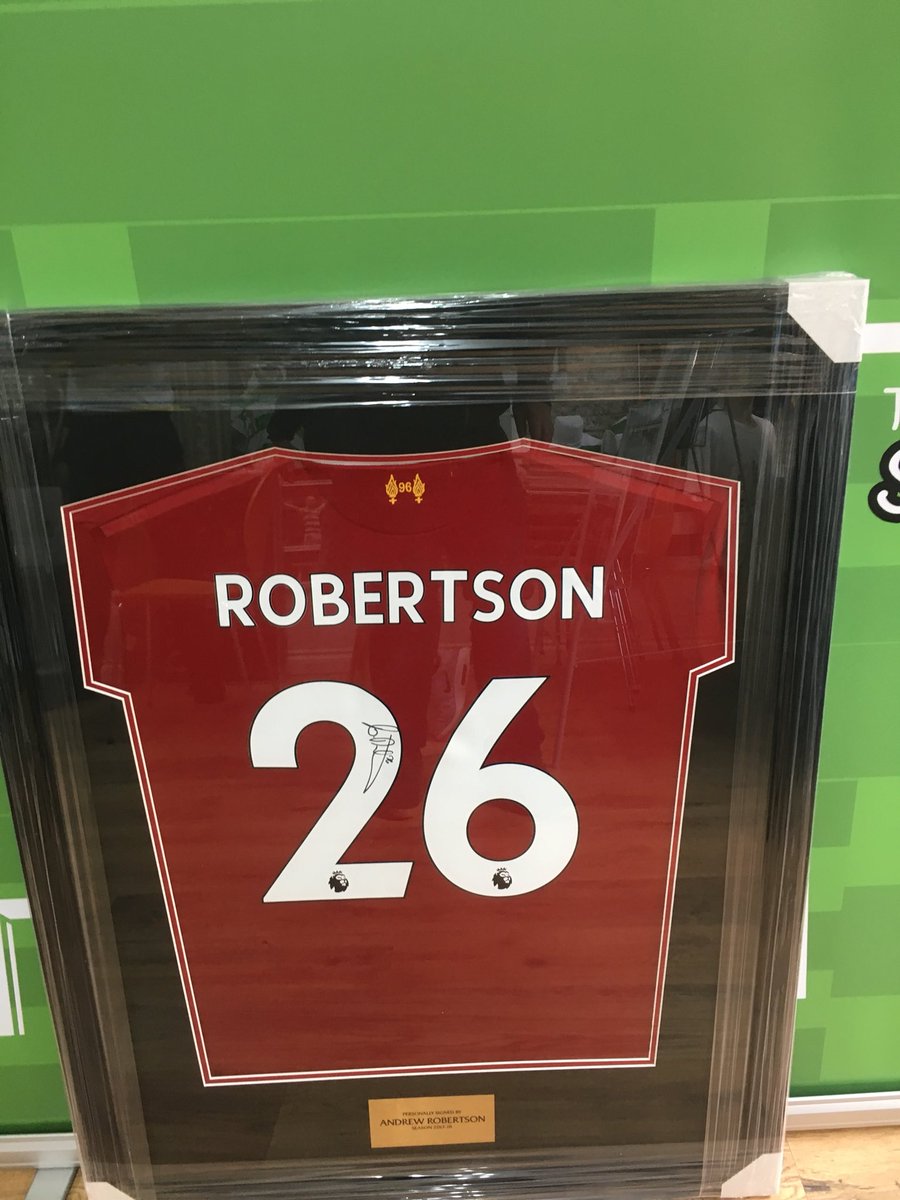 96
ROBERTSON
26
PERSONALLY SIGNED BY
ANDREW ROBERTSON